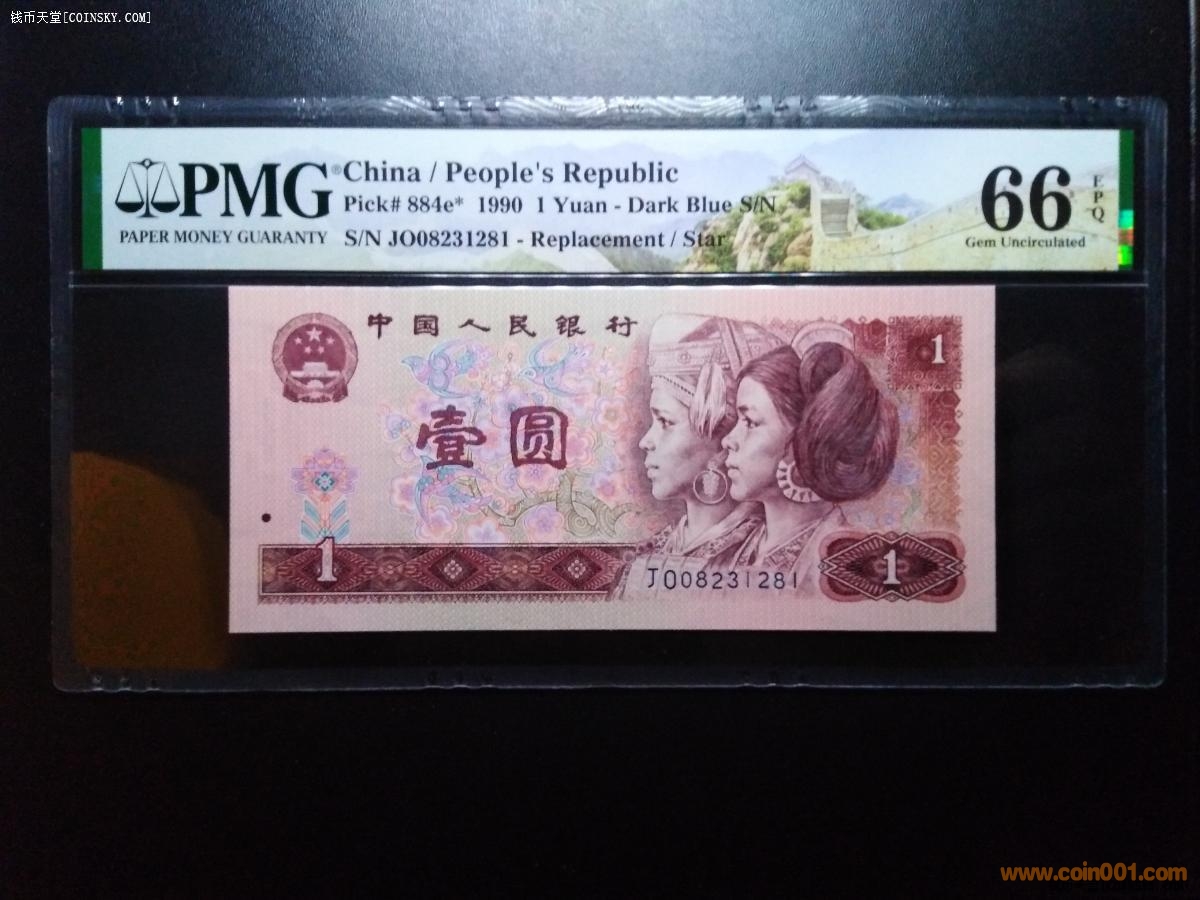 钱币天堂[COINSKY.COM]
PMG®
PAPER MONEY GUARANTY
China / People's Republic
Pick# 884e* 1990 1 Yuan - Dark Blue S/N
S/N JO08231281 - Replacement / Star
66
EPQ
Gem Uncirculated
中国人民银行
1
壹圆
1
JO08231281
1
www.coin001.com